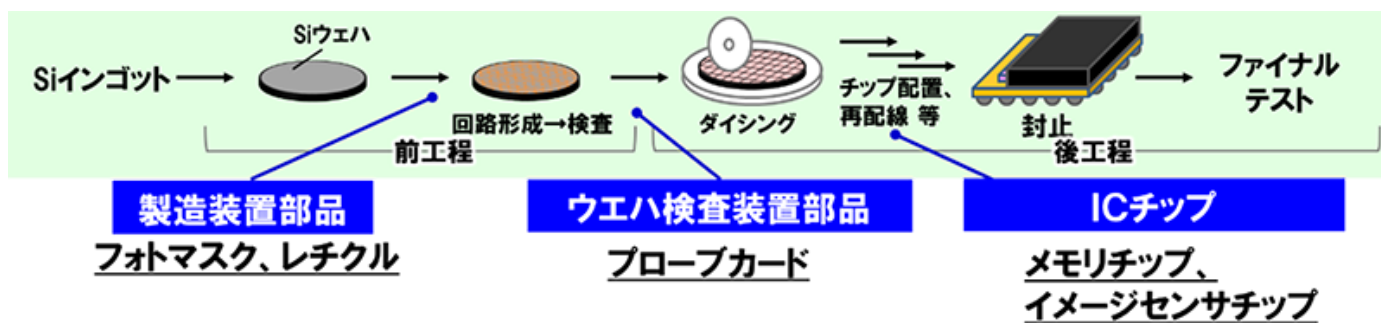 Siウェハ
Siインゴット
回路形成→検査
ダイシング
チップ配置、
再配線 等
封止
ファイナル
テスト
前工程
後工程
製造装置部品
フォトマスク、レチクル
ウエハ検査装置部品
プローブカード
ICチップ
メモリチップ、
イメージセンサチップ